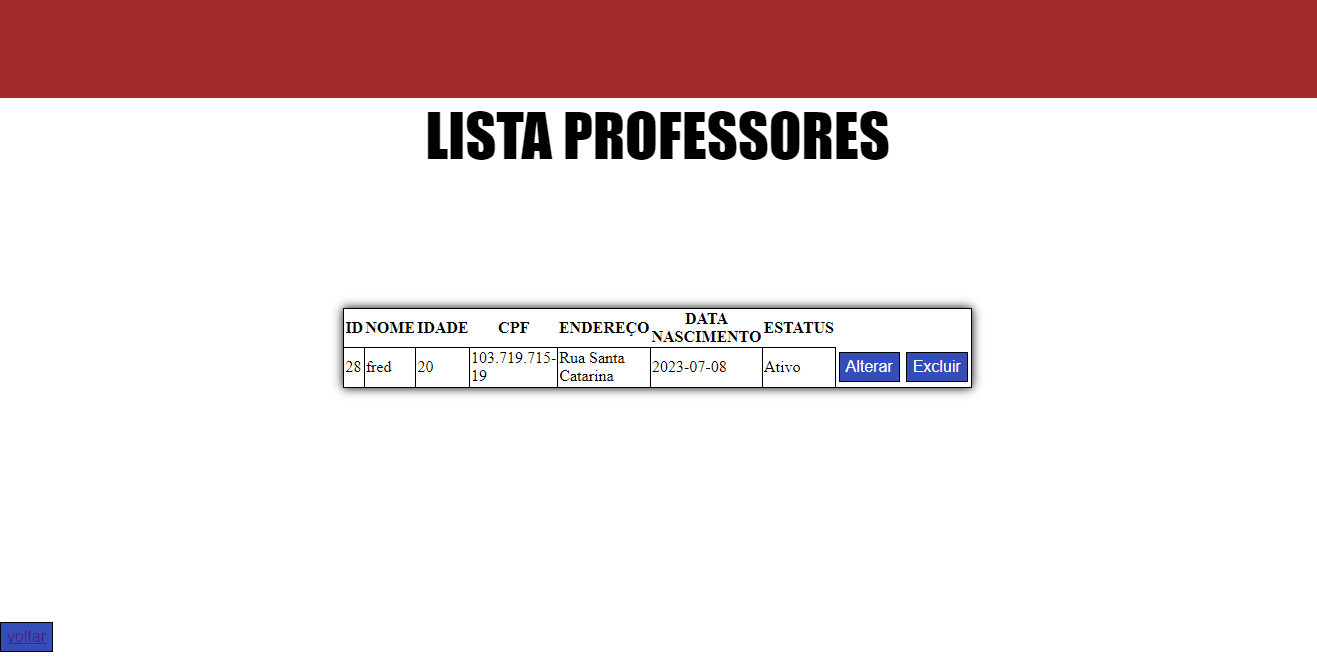 LISTA PROFESSORES
ID NOME IDADE CPF ENDEREÇO DATA NASCIMENTO ESTATUS
28 fred 20 103.719.715-19 Rua Santa Catarina 2023-07-08 Ativo Alterar Excluir
voltar